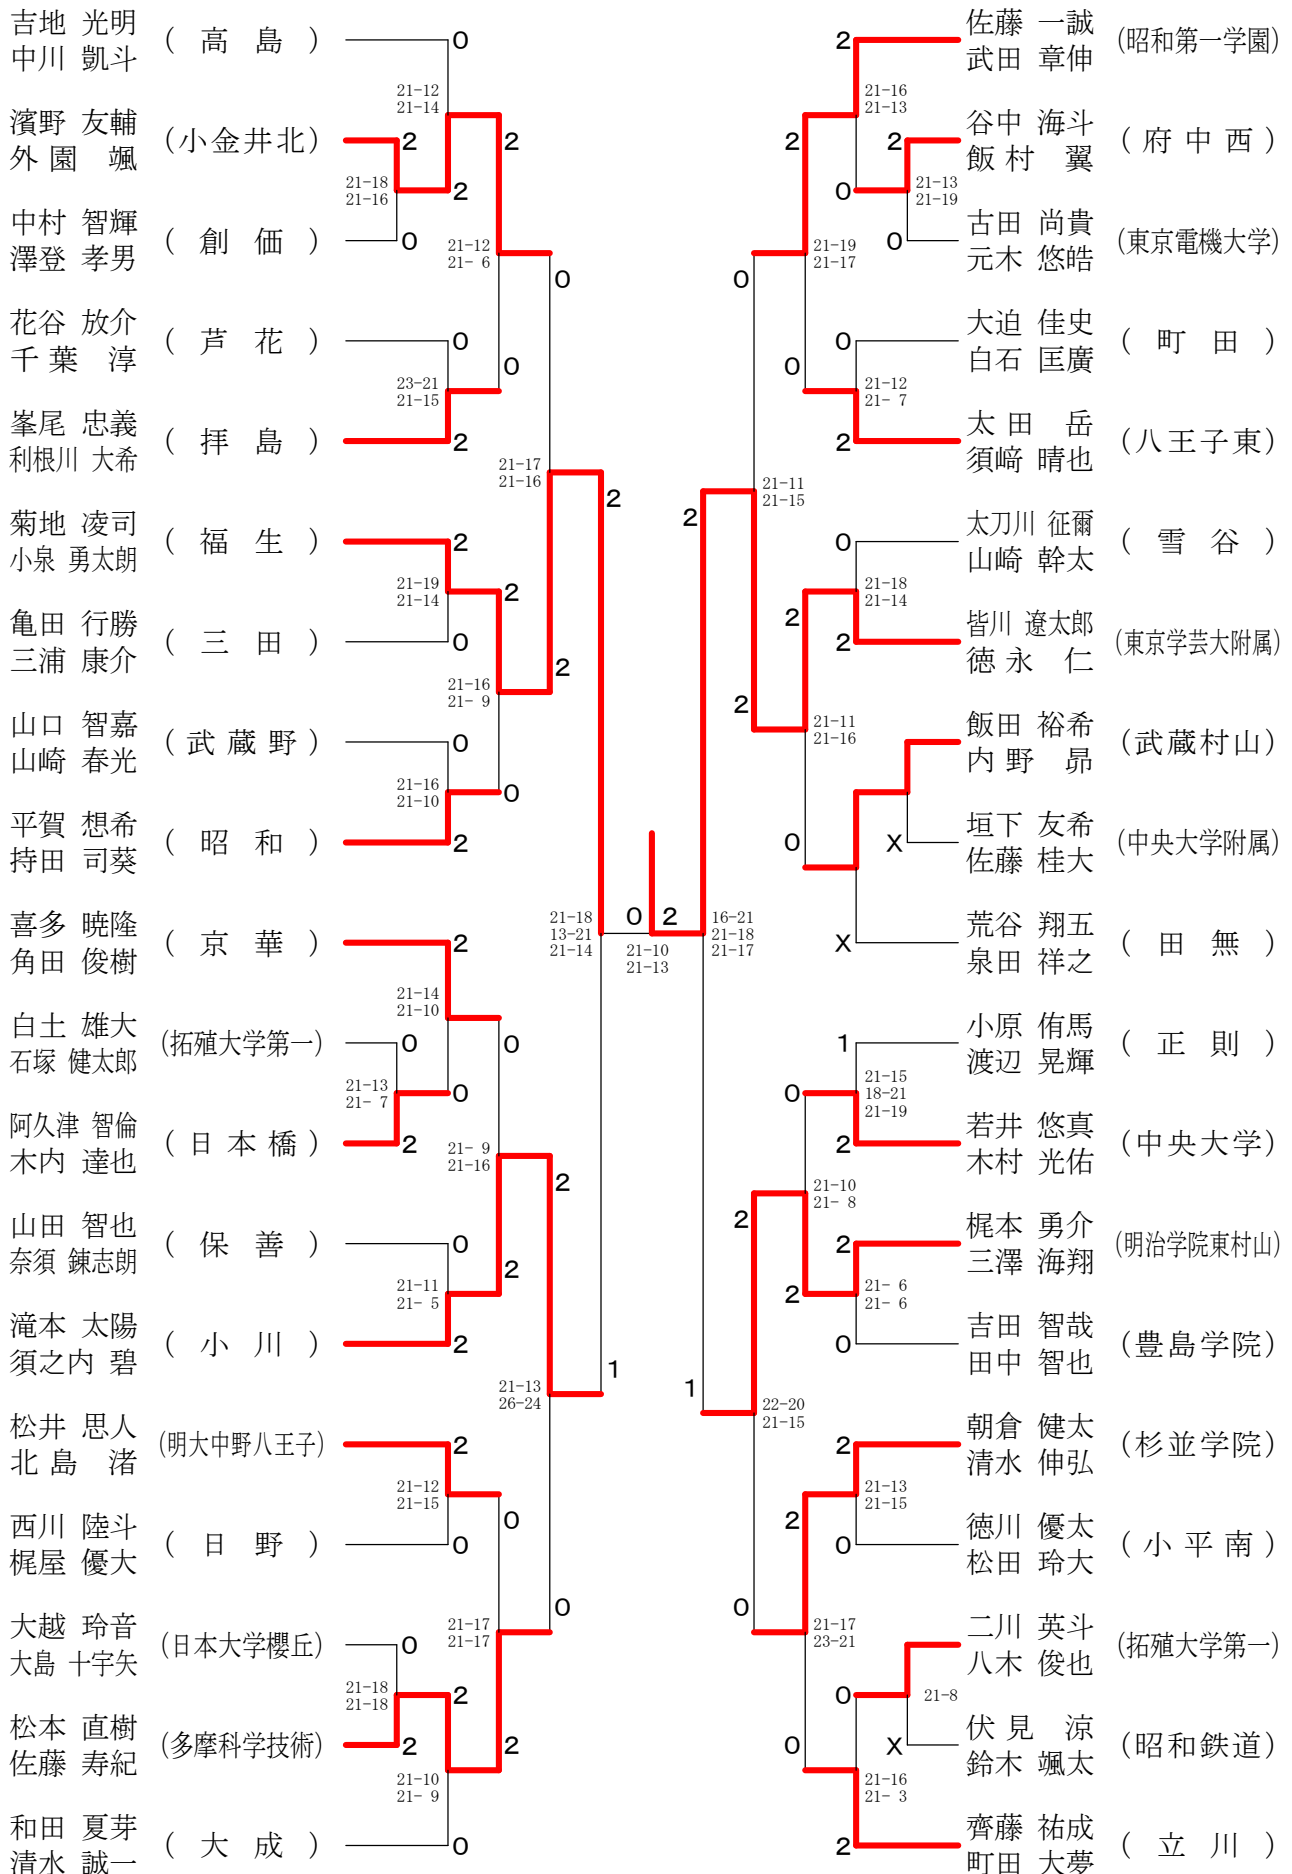 吉地 光明
中川 凱斗
( 高 島 )
0
21-12
21-14
濱野 友輔
外園 颯
(小金井北)
2
2
21-18
21-16
2
中村 智輝
澤登 孝男
( 創 価 )
0
21-12
21- 6
0
花谷 放介
千葉 淳
( 芦 花 )
0
0
23-21
21-15
峯尾 忠義
利根川 大希
( 拝 島 )
2
21-17
21-16
2
菊地 凌司
小泉 勇太朗
( 福 生 )
2
21-19
21-14
2
亀田 行勝
三浦 康介
( 三 田 )
0
2
21-16
21- 9
山口 智嘉
山崎 春光
( 武 蔵 野 )
0
21-16
21-10
0
平賀 想希
持田 司葵
( 昭 和 )
2
喜多 暁隆
角田 俊樹
( 京 華 )
2
21-18
13-21
21-14
0
2
21-10
21-13
21-14
21-10
白土 雄大
石塚 健太郎
(拓殖大学第一)
0
0
21-13
21- 7
0
阿久津 智倫
木内 達也
( 日 本 橋 )
2
21- 9
21-16
2
山田 智也
奈須 錬志朗
( 保 善 )
0
2
21-11
21- 5
滝本 太陽
須之内 碧
( 小 川 )
2
1
21-13
26-24
松井 思人
北島 渚
(明大中野八王子)
2
21-12
21-15
0
西川 陸斗
梶屋 優大
( 日 野 )
0
0
21-17
21-17
大越 玲音
大島 十宇矢
(日本大学櫻丘)
0
21-18
21-18
2
松本 直樹
佐藤 寿紀
(多摩科学技術)
2
2
21-10
21- 9
和田 夏芽
清水 誠一
( 大 成 )
0
2
佐藤 一誠
武田 章伸
(昭和第一学園)
21-16
21-13
2
2
谷中 海斗
飯村 翼
( 府 中 西 )
0
21-13
21-19
0
古田 尚貴
元木 悠皓
(東京電機大学)
0
21-19
21-17
0
大迫 佳史
白石 匡廣
( 町 田 )
0
21-12
21- 7
2
太田 岳
須﨑 晴也
(八王子東)
21-11
21-15
2
0
太刀川 征爾
山崎 幹太
( 雪 谷 )
21-18
21-14
2
2
皆川 遼太郎
徳永 仁
(東京学芸大附属)
2
21-11
21-16
飯田 裕希
内野 昴
(武蔵村山)
0
X
垣下 友希
佐藤 桂大
(中央大学附属)
16-21
21-18
21-17
X
荒谷 翔五
泉田 祥之
( 田 無 )
1
小原 侑馬
渡辺 晃輝
( 正 則 )
0
21-15
18-21
21-19
2
若井 悠真
木村 光佑
(中央大学)
21-10
21- 8
2
2
梶本 勇介
三澤 海翔
(明治学院東村山)
2
21- 6
21- 6
0
吉田 智哉
田中 智也
(豊島学院)
1
22-20
21-15
2
朝倉 健太
清水 伸弘
(杉並学院)
21-13
21-15
2
0
徳川 優太
松田 玲大
( 小 平 南 )
0
21-17
23-21
二川 英斗
八木 俊也
(拓殖大学第一)
0
21-8
0
X
伏見 涼
鈴木 颯太
(昭和鉄道)
21-16
21- 3
2
齊藤 祐成
町田 大夢
( 立 川 )